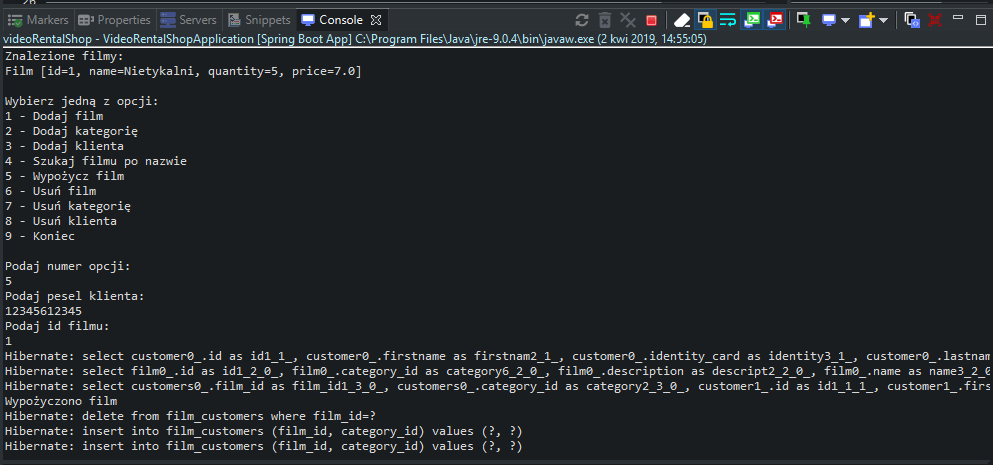 Markers Properties Servers Snippets Console
videoRentalShop - VideoRentalShopApplication [Spring Boot App] C:\Program Files\Java\jre-9.0.4\bin\javaw.exe (2 kwi 2019, 14:55:05)
Znalezione filmy:
Film [id=1, name=Nietykalni, quantity=5, price=7.0]
Wybierz jedną z opcji:
1 - Dodaj film
2 - Dodaj kategorię
3 - Dodaj klienta
4 - Szukaj filmu po nazwie
5 - Wypożycz film
6 - Usuń film
7 - Usuń kategorię
8 - Usuń klienta
9 - Koniec
Podaj numer opcji:
5
Podaj pesel klienta:
12345612345
Podaj id filmu:
1
Hibernate: select customer0_.id as id1_1_, customer0_.firstname as firstnam2_1_, customer0_.identity_card as identity3_1_, customer0_.lastnam
Hibernate: select film0_.id as id1_2_0_, film0_.category_id as category6_2_0_, film0_.description as descript2_2_0_, film0_.name as name3_2_0
Hibernate: select customers0_.film_id as film_id1_3_0_, customers0_.category_id as category2_3_0_, customer1_.id as id1_1_1_, customer1_.firs
Wypożyczono film
Hibernate: delete from film_customers where film_id=?
Hibernate: insert into film_customers (film_id, category_id) values (?, ?)
Hibernate: insert into film_customers (film_id, category_id) values (?, ?)